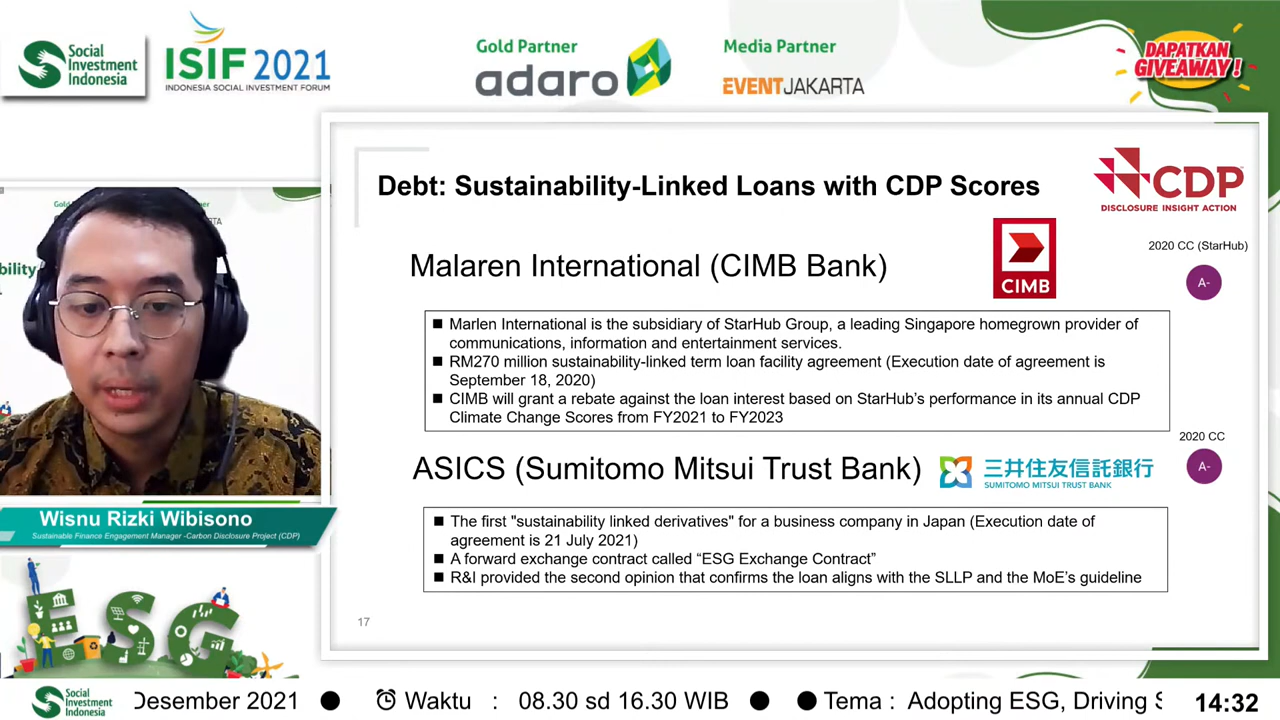 Social
Investment
Indonesia
ISIF 2021
INDONESIA SOCIAL INVESTMENT FORUM
Gold Partner
adaro
Media Partner
EVENTJAKARTA
DAPATKAN
GIVEAWAY !
Debt: Sustainability-Linked Loans with CDP Scores
CDP
DISCLOSURE INSIGHT ACTION
Malaren International (CIMB Bank)
CIMB
2020 CC (StarHub)
A-
■ Marlen International is the subsidiary of StarHub Group, a leading Singapore homegrown provider of
communications, information and entertainment services.
■ RM270 million sustainability-linked term loan facility agreement (Execution date of agreement is
September 18, 2020)
■ CIMB will grant a rebate against the loan interest based on StarHub's performance in its annual CDP
Climate Change Scores from FY2021 to FY2023
ASICS (Sumitomo Mitsui Trust Bank)
三井住友信託銀行
SUMITOMO MITSUI TRUST BANK
2020 CC
A-
■ The first "sustainability linked derivatives" for a business company in Japan (Execution date of
agreement is 21 July 2021)
■ A forward exchange contract called “ESG Exchange Contract”
■ R&I provided the second opinion that confirms the loan aligns with the SLLP and the MoE's guideline
17
Wisnu Rizki Wibisono
Sustainable Finance Engagement Manager -Carbon Disclosure Project (CDP)
ESG
Social
Investment
Indonesia
Desember 2021 ● Waktu : 08.30 sd 16.30 WIB ● ● Tema : Adopting ESG, Driving
14:32